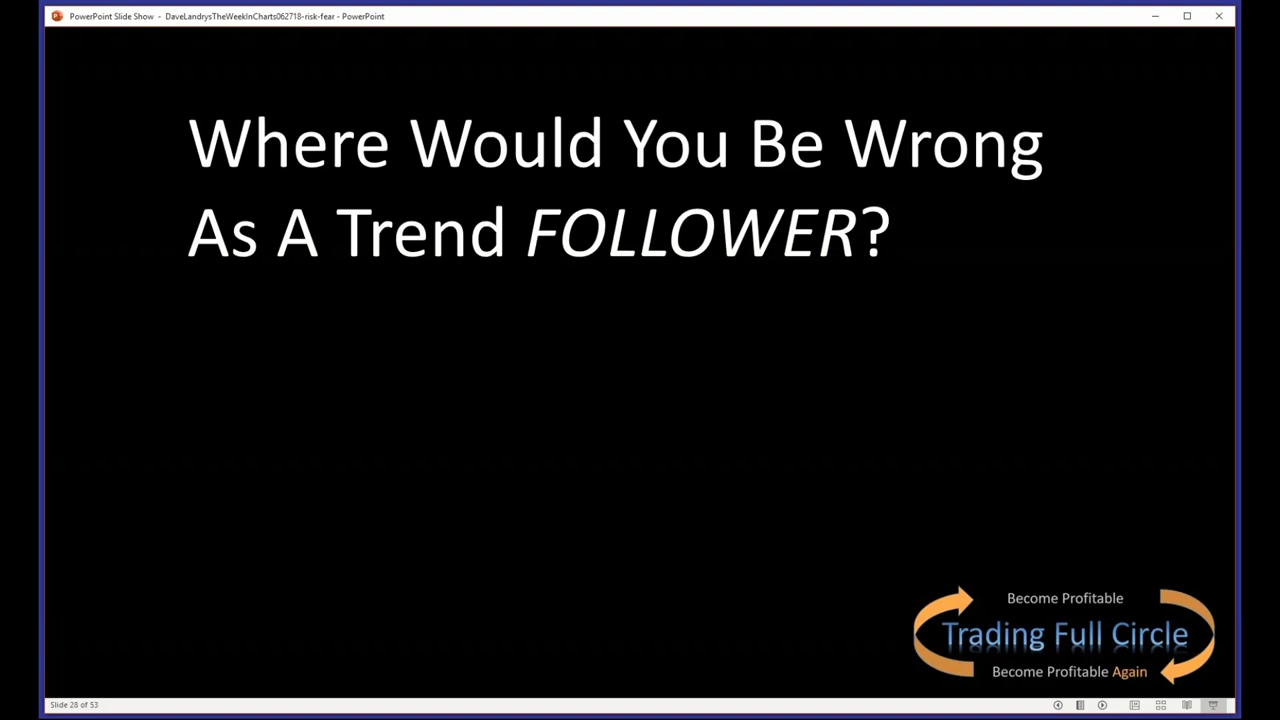 PowerPoint Slide Show - DaveLandrysTheWeekInCharts062718-risk-fear - PowerPoint
Where Would You Be Wrong
As A Trend FOLLOWER?
Become Profitable
Trading Full Circle
Become Profitable Again
Slide 28 of 53